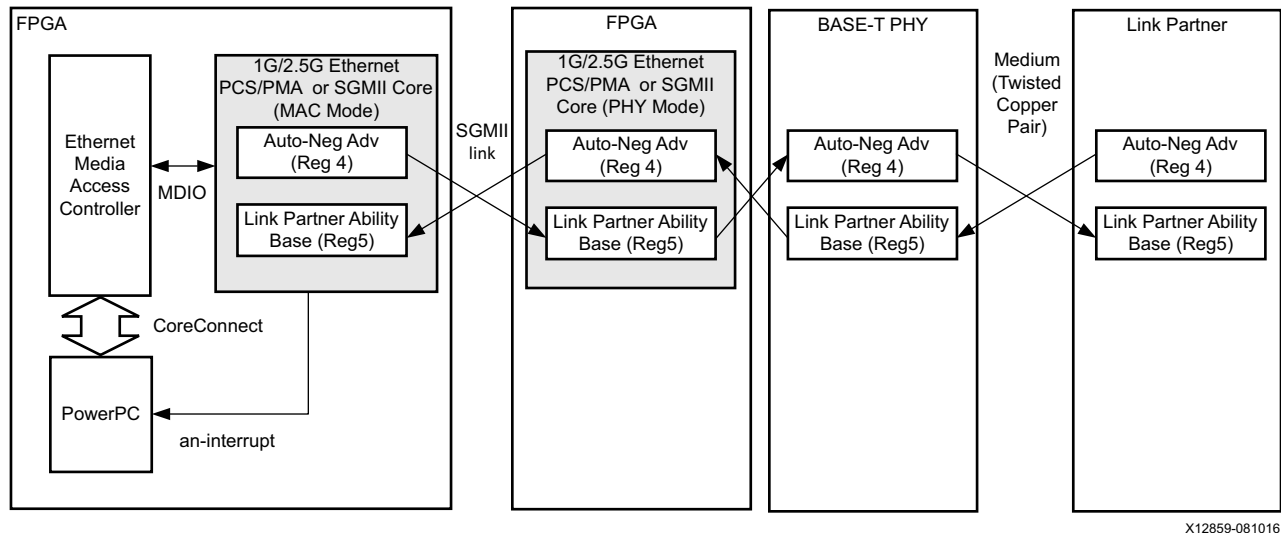 FPGA
1G/2.5G Ethernet
PCS/PMA or SGMII Core
(MAC Mode)
Auto-Neg Adv
(Reg 4)
Link Partner Ability
Base (Reg5)
Ethernet
Media
Access
Controller
MDIO
CoreConnect
PowerPC
an-interrupt
SGMII
link
FPGA
1G/2.5G Ethernet
PCS/PMA or SGMII
Core (PHY Mode)
Auto-Neg Adv
(Reg 4)
Link Partner Ability
Base (Reg5)
BASE-T PHY
Auto-Neg Adv
(Reg 4)
Link Partner Ability
Base (Reg5)
Medium
(Twisted
Copper
Pair)
Link Partner
Auto-Neg Adv
(Reg 4)
Link Partner Ability
Base (Reg5)
X12859-081016